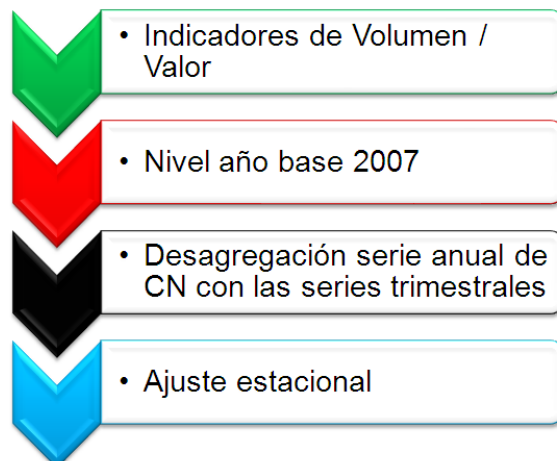 • Indicadores de Volumen /
Valor
• Nivel año base 2007
• Desagregación serie anual de
CN con las series trimestrales
• Ajuste estacional